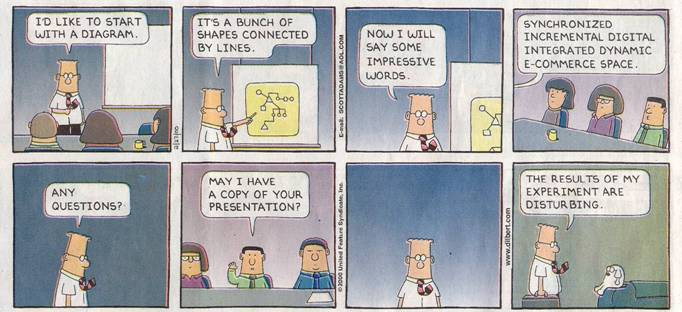 I'D LIKE TO START
WITH A DIAGRAM.
IT'S A BUNCH OF
SHAPES CONNECTED
BY LINES.
E-mail: SCOTTADAMS@AOL.COM
NOW I WILL
SAY SOME
IMPRESSIVE
WORDS.
SYNCHRONIZED
INCREMENTAL DIGITAL
INTEGRATED DYNAMIC
E-COMMERCE SPACE.
ANY
QUESTIONS?
MAY I HAVE
A COPY OF YOUR
PRESENTATION?
©2000 United Feature Syndicate, Inc.
www.dilbert.com
THE RESULTS OF MY
EXPERIMENT ARE
DISTURBING.